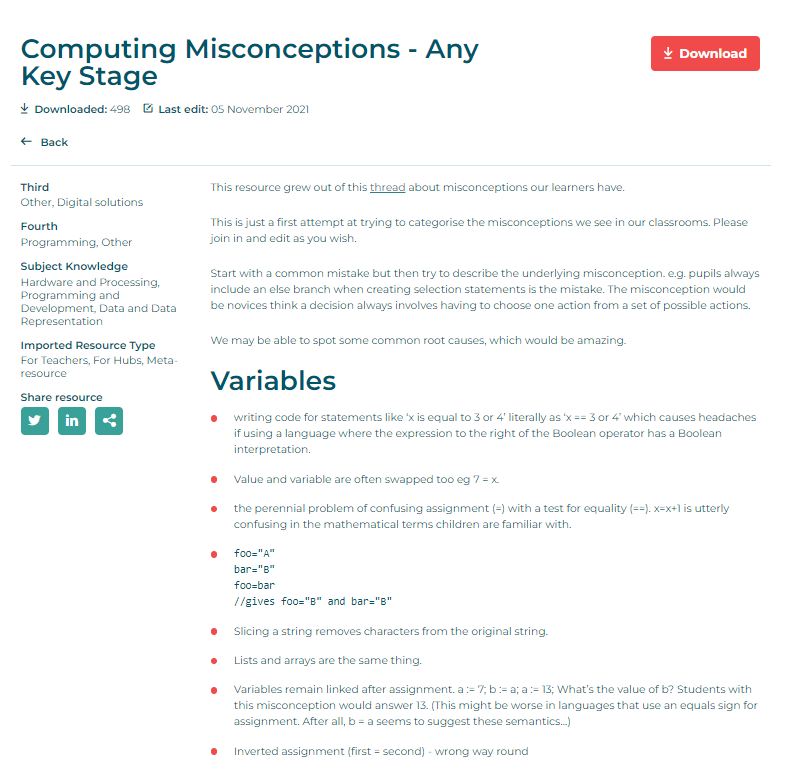 Computing Misconceptions - Any
Key Stage
Download
Downloaded: 498 Last edit: 05 November 2021
Back
Third
Other, Digital solutions
Fourth
Programming, Other
Subject Knowledge
Hardware and Processing,
Programming and
Development, Data and Data
Representation
Imported Resource Type
For Teachers, For Hubs, Meta-
resource
Share resource
in
This resource grew out of this thread about misconceptions our learners have.
This is just a first attempt at trying to categorise the misconceptions we see in our classrooms. Please
join in and edit as you wish.
Start with a common mistake but then try to describe the underlying misconception. e.g. pupils always
include an else branch when creating selection statements is the mistake. The misconception would
be novices think a decision always involves having to choose one action from a set of possible actions.
We may be able to spot some common root causes, which would be amazing.
Variables
writing code for statements like ‘x is equal to 3 or 4’ literally as ‘x == 3 or 4’ which causes headaches
if using a language where the expression to the right of the Boolean operator has a Boolean
interpretation.
Value and variable are often swapped too eg 7 = x.
the perennial problem of confusing assignment (=) with a test for equality (==). x=x+1 is utterly
confusing in the mathematical terms children are familiar with.
foo="A"
bar="B"
foo=bar
//gives foo="B" and bar="B"
Slicing a string removes characters from the original string.
Lists and arrays are the same thing.
Variables remain linked after assignment. a := 7; b := a; a := 13; What’s the value of b? Students with
this misconception would answer 13. (This might be worse in languages that use an equals sign for
assignment. After all, b = a seems to suggest these semantics…)
Inverted assignment (first = second) - wrong way round